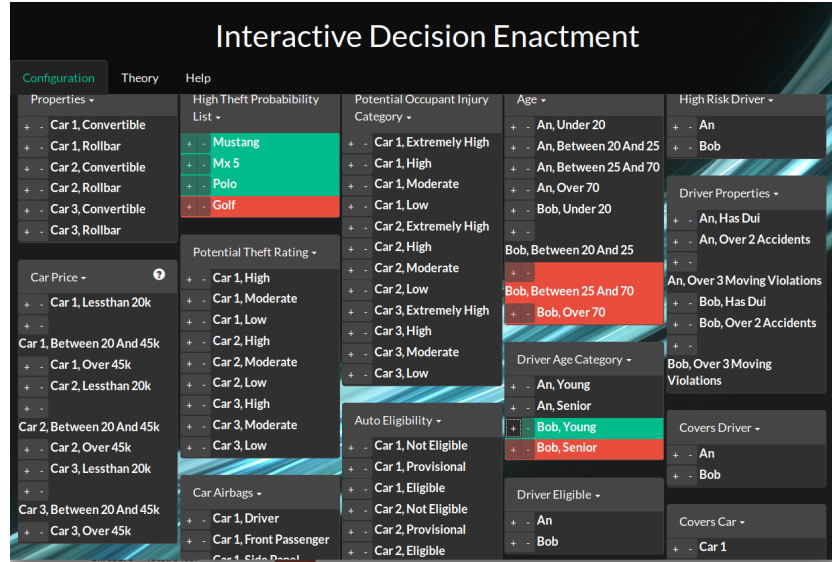 Interactive Decision Enactment
Configuration Theory Help
Properties
+ - Car 1, Convertible
+ - Car 1, Rollbar
+ - Car 2, Convertible
+ - Car 2, Rollbar
+ - Car 3, Convertible
+ - Car 3, Rollbar
Car Price ?
+ - Car 1, Lessthan 20k
+ -
Car 1, Between 20 And 45k
+ - Car 1, Over 45k
+ - Car 2, Lessthan 20k
+ -
Car 2, Between 20 And 45k
+ - Car 2, Over 45k
+ - Car 3, Lessthan 20k
+ -
Car 3, Between 20 And 45k
+ - Car 3, Over 45k
High Theft Probabibility
List
+ - Mustang
+ - Mx 5
+ - Polo
+ - Golf
Potential Theft Rating
+ - Car 1, High
+ - Car 1, Moderate
+ - Car 1, Low
+ - Car 2, High
+ - Car 2, Moderate
+ - Car 2, Low
+ - Car 3, High
+ - Car 3, Moderate
+ - Car 3, Low
Car Airbags
+ - Car 1, Driver
+ - Car 1, Front Passenger
Car 1, Side Panel
Potential Occupant Injury
Category
+ - Car 1, Extremely High
+ - Car 1, High
+ - Car 1, Moderate
+ - Car 1, Low
+ - Car 2, Extremely High
+ - Car 2, High
+ - Car 2, Moderate
+ - Car 2, Low
+ - Car 3, Extremely High
+ - Car 3, High
+ - Car 3, Moderate
+ - Car 3, Low
Auto Eligibility
+ - Car 1, Not Eligible
+ - Car 1, Provisional
+ - Car 1, Eligible
+ - Car 2, Not Eligible
+ - Car 2, Provisional
+ - Car 2, Eligible
Age
+ - An, Under 20
+ - An, Between 20 And 25
+ - An, Between 25 And 70
+ - An, Over 70
+ - Bob, Under 20
+ -
Bob, Between 20 And 25
+ -
Bob, Between 25 And 70
+ - Bob, Over 70
Driver Age Category
+ - An, Young
+ - An, Senior
+ - Bob, Young
+ - Bob, Senior
Driver Eligible
+ - An
+ - Bob
High Risk Driver
+ - An
+ - Bob
Driver Properties
+ - An, Has Dui
+ - An, Over 2 Accidents
+ -
An, Over 3 Moving Violations
+ - Bob, Has Dui
+ - Bob, Over 2 Accidents
+ -
Bob, Over 3 Moving
Violations
Covers Driver
+ - An
+ - Bob
Covers Car
+ - Car 1